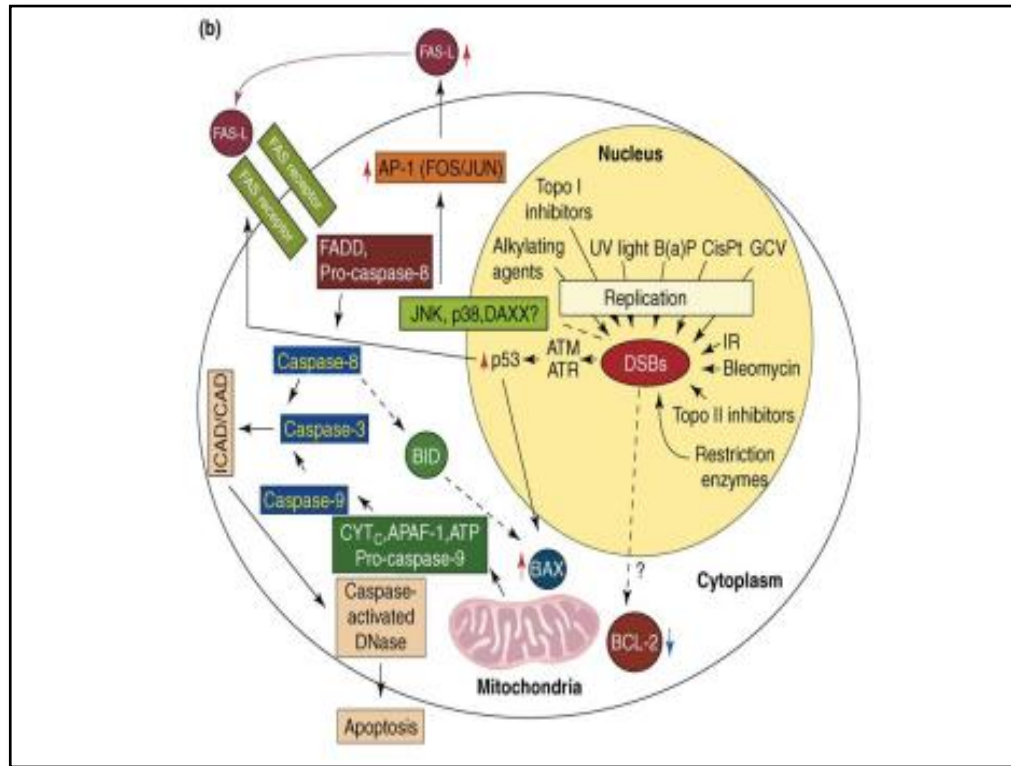 (b)
FAS-L
FAS-L
FAS receptor
FAS receptor
AP-1 (FOS/JUN)
FADD,
Pro-caspase-8
JNK, p38,DAXX?
Nucleus
Topo I
inhibitors
Alkylating
agents
UV light B(a)P CisPt GCV
Replication
p53
ATM
ATR
DSBs
IR
Bleomycin
Topo II inhibitors
Restriction
enzymes
Caspase-8
ICAD/CAD
Caspase-3
BID
Caspase-9
CYTC,APAF-1,ATP
Pro-caspase-9
BAX
?
Cytoplasm
Caspase-
activated
DNase
BCL-2
Mitochondria
Apoptosis